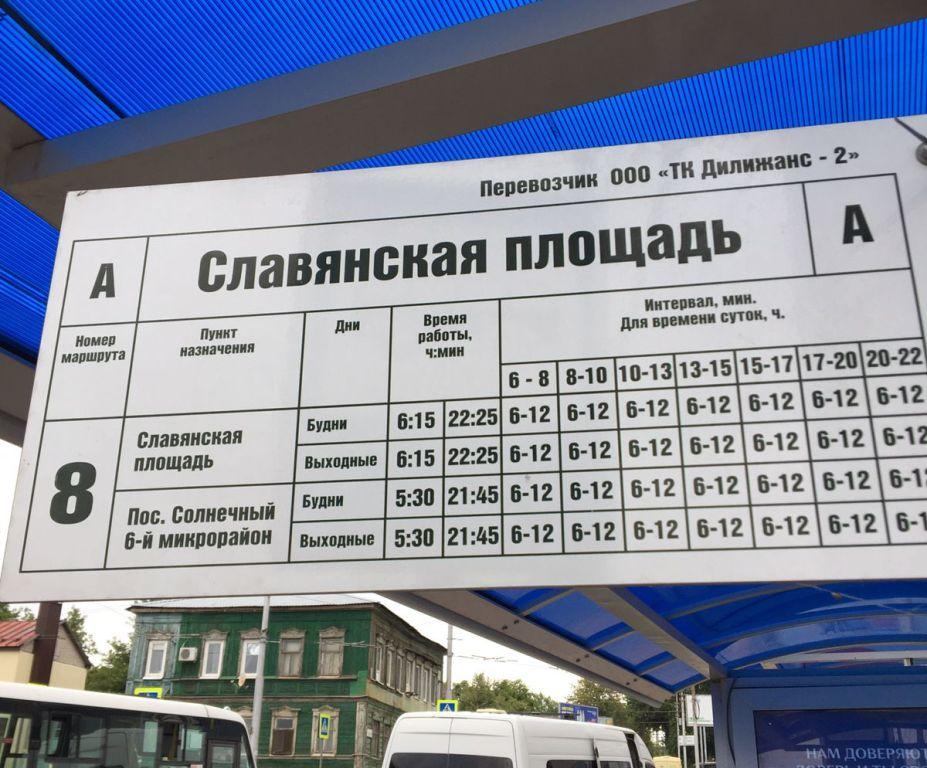 Перевозчик ООО «ТК Дилижанс - 2»
А Славянская площадь А
Номер маршрута
Пункт назначения
Дни
Время работы, ч:мин
Интервал, мин.
Для времени суток, ч.
6 - 8 8-10 10-13 13-15 15-17 17-20 20-22
8
Славянская площадь
Будни 6:15 22:25 6-12 6-12 6-12 6-12 6-12 6-12 6-12
Выходные 6:15 22:25 6-12 6-12 6-12 6-12 6-12 6-12 6-12
Пос. Солнечный
6-й микрорайон
Будни 5:30 21:45 6-12 6-12 6-12 6-12 6-12 6-12 6-12
Выходные 5:30 21:45 6-12 6-12 6-12 6-12 6-12 6-12 6-1
НАМ ДОВЕРЯЮТ